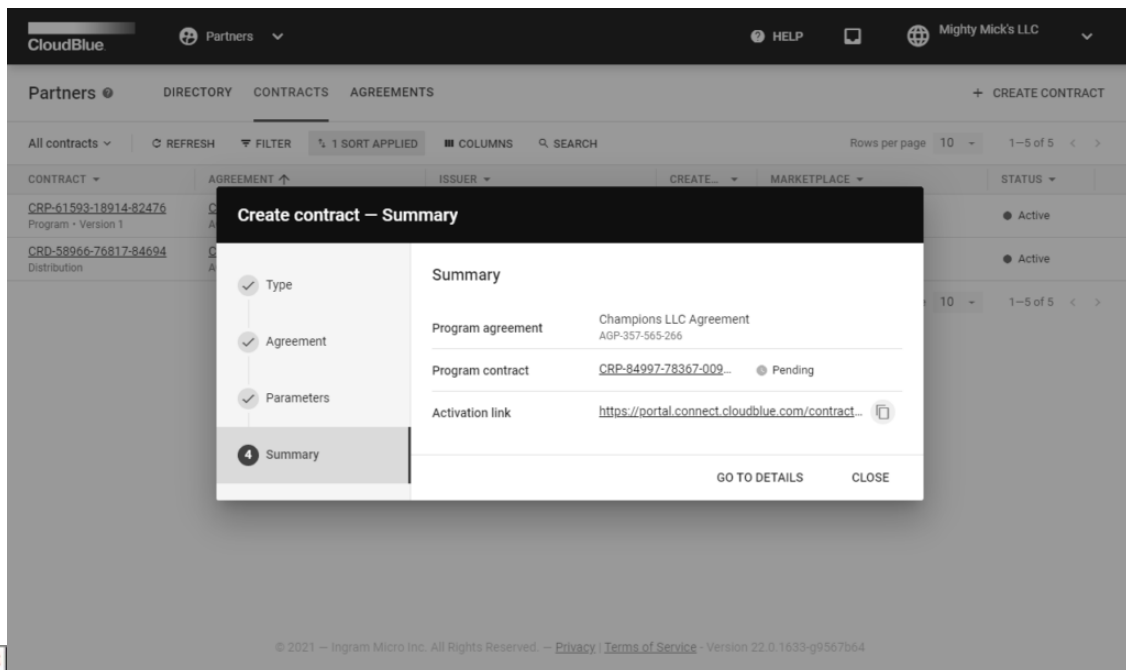 CloudBlue.
Partners
HELP
Mighty Mick's LLC
Partners
DIRECTORY CONTRACTS AGREEMENTS
+ CREATE CONTRACT
All contracts REFRESH FILTER 1 SORT APPLIED COLUMNS SEARCH
Rows per page 10 1–5 of 5
CONTRACT AGREEMENT ISSUER CREATE... MARKETPLACE STATUS
CRP-61593-18914-82476
Program • Version 1
Active
CRD-58966-76817-84694
Distribution
Active
10 1–5 of 5
Create contract — Summary
Type
Agreement
Parameters
4 Summary
Summary
Program agreement
Champions LLC Agreement
AGP-357-565-266
Program contract CRP-84997-78367-009... Pending
Activation link https://portal.connect.cloudblue.com/contract...
GO TO DETAILS CLOSE
© 2021 — Ingram Micro Inc. All Rights Reserved. — Privacy | Terms of Service - Version 22.0.1633-g9567b64